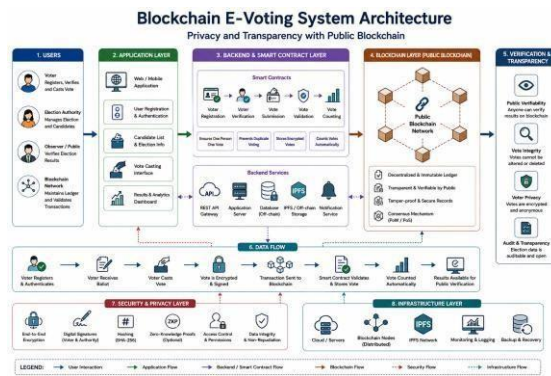 Blockchain E-Voting System Architecture
Privacy and Transparency with Public Blockchain
1. USERS
Voter
Registers, Verifies
and Casts Vote
Election Authority
Manages Election
and Candidates
Observer / Public
Verifies Election
Results
Blockchain
Network
Maintains Ledger
and Validates
Transactions
2. APPLICATION LAYER
Web / Mobile
Application
User Registration
& Authentication
Candidate List
& Election Info
Vote Casting
Interface
Results & Analytics
Dashboard
3. BACKEND & SMART CONTRACT LAYER
Smart Contracts
Voter
Registration
Voter
Verification
Vote
Submission
Vote
Validation
Vote
Counting
Ensures One Person
One Vote
Prevents Duplicate
Voting
Stores Encrypted
Votes
Counts Votes
Automatically
Backend Services
API
IPFS
REST API
Gateway
Application
Server
Database
(Off-chain)
IPFS / Off-chain
Storage
Notification
Service
4. BLOCKCHAIN LAYER (PUBLIC BLOCKCHAIN)
Public
Blockchain
Network
Decentralized & Immutable Ledger
Transparent & Verifiable by Public
Tamper-proof & Secure Records
Consensus Mechanism
(PoW / PoS)
5. VERIFICATION &
TRANSPARENCY
Public Verifiability
Anyone can verify
results on blockchain
Vote Integrity
Votes cannot be
altered or deleted
Voter Privacy
Votes are encrypted
and anonymous
Audit & Transparency
Election data is
auditable and open
6. DATA FLOW
Voter Registers
& Authenticates
Voter Receives
Ballot
Voter Casts
Vote
Vote is Encrypted
& Signed
Transaction Sent to
Blockchain
Smart Contract Validates
& Stores Vote
Vote Counted
Automatically
Results Available for
Public Verification
7. SECURITY & PRIVACY LAYER
#
ZKP
End-to-End
Encryption
Digital Signatures
(Voter & Authority)
Hashing
(SHA-256)
Zero-Knowledge Proofs
(Optional)
Access Control
& Permissions
Data Integrity
& Non-Repudiation
8. INFRASTRUCTURE LAYER
IPFS
Cloud / Servers
Blockchain Nodes
(Distributed)
IPFS Network
Monitoring & Logging
Backup & Recovery
LEGEND:
User Interaction
Application Flow
Backend / Smart Contract Flow
Blockchain Flow
Security Flow
Infrastructure Flow